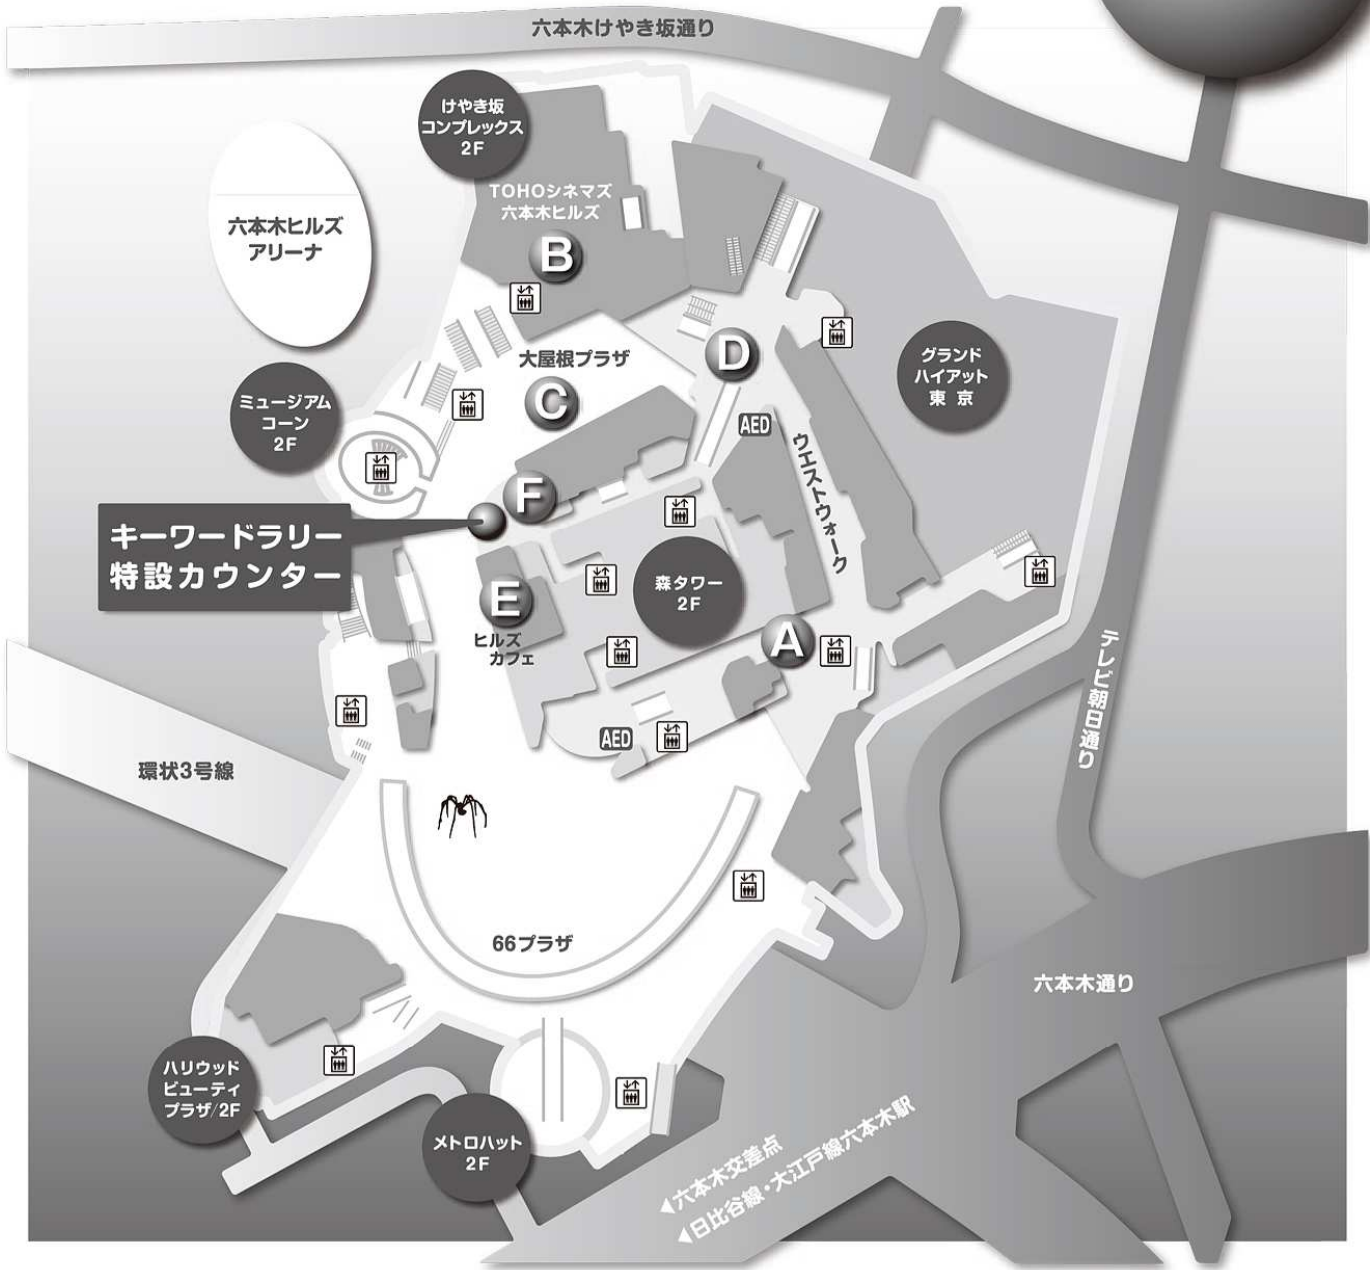 六本木けやき坂通り
けやき坂
コンプレックス
2F
TOHOシネマズ
六本木ヒルズ
B
六本木ヒルズ
アリーナ
大屋根プラザ
C
D
グランド
ハイアット
東京
ミュージアム
コーン
2F
AED
ウエストウォーク
F
キーワードラリー
特設カウンター
森タワー
2F
E
ヒルズ
カフェ
A
テレビ朝日通り
AED
環状3号線
66プラザ
六本木通り
ハリウッド
ビューティ
プラザ/2F
メトロハット
2F
◀六本木交差点
◀日比谷線・大江戸線六本木駅